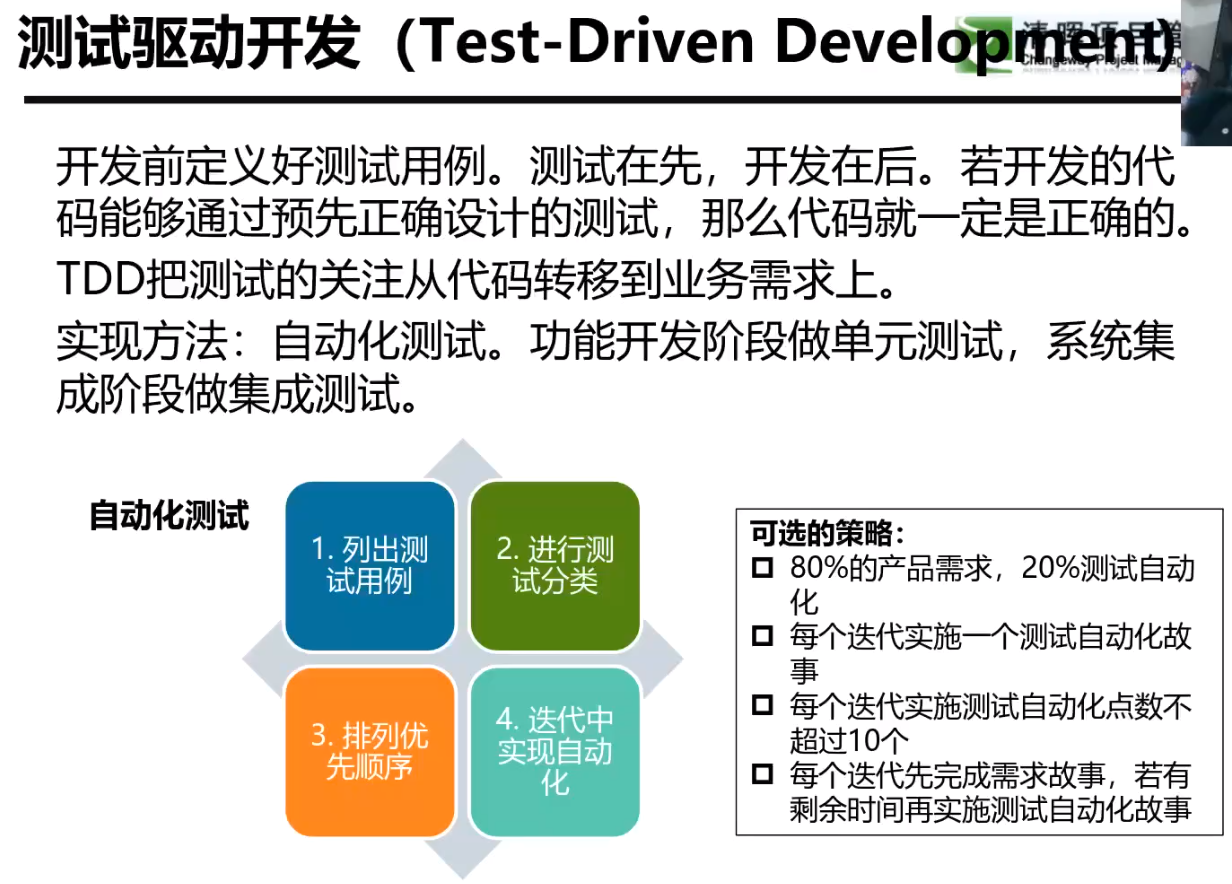 测试驱动开发（Test-Driven Development）
清晖项目管
Changeway Project Manag
开发前定义好测试用例。测试在先，开发在后。若开发的代
码能够通过预先正确设计的测试，那么代码就一定是正确的。
TDD把测试的关注从代码转移到业务需求上。
实现方法：自动化测试。功能开发阶段做单元测试，系统集
成阶段做集成测试。
自动化测试
1. 列出测
试用例
2. 进行测
试分类
3. 排列优
先顺序
4. 迭代中
实现自动
化
可选的策略：
80%的产品需求，20%测试自动
化
每个迭代实施一个测试自动化故
事
每个迭代实施测试自动化点数不
超过10个
每个迭代先完成需求故事，若有
剩余时间再实施测试自动化故事